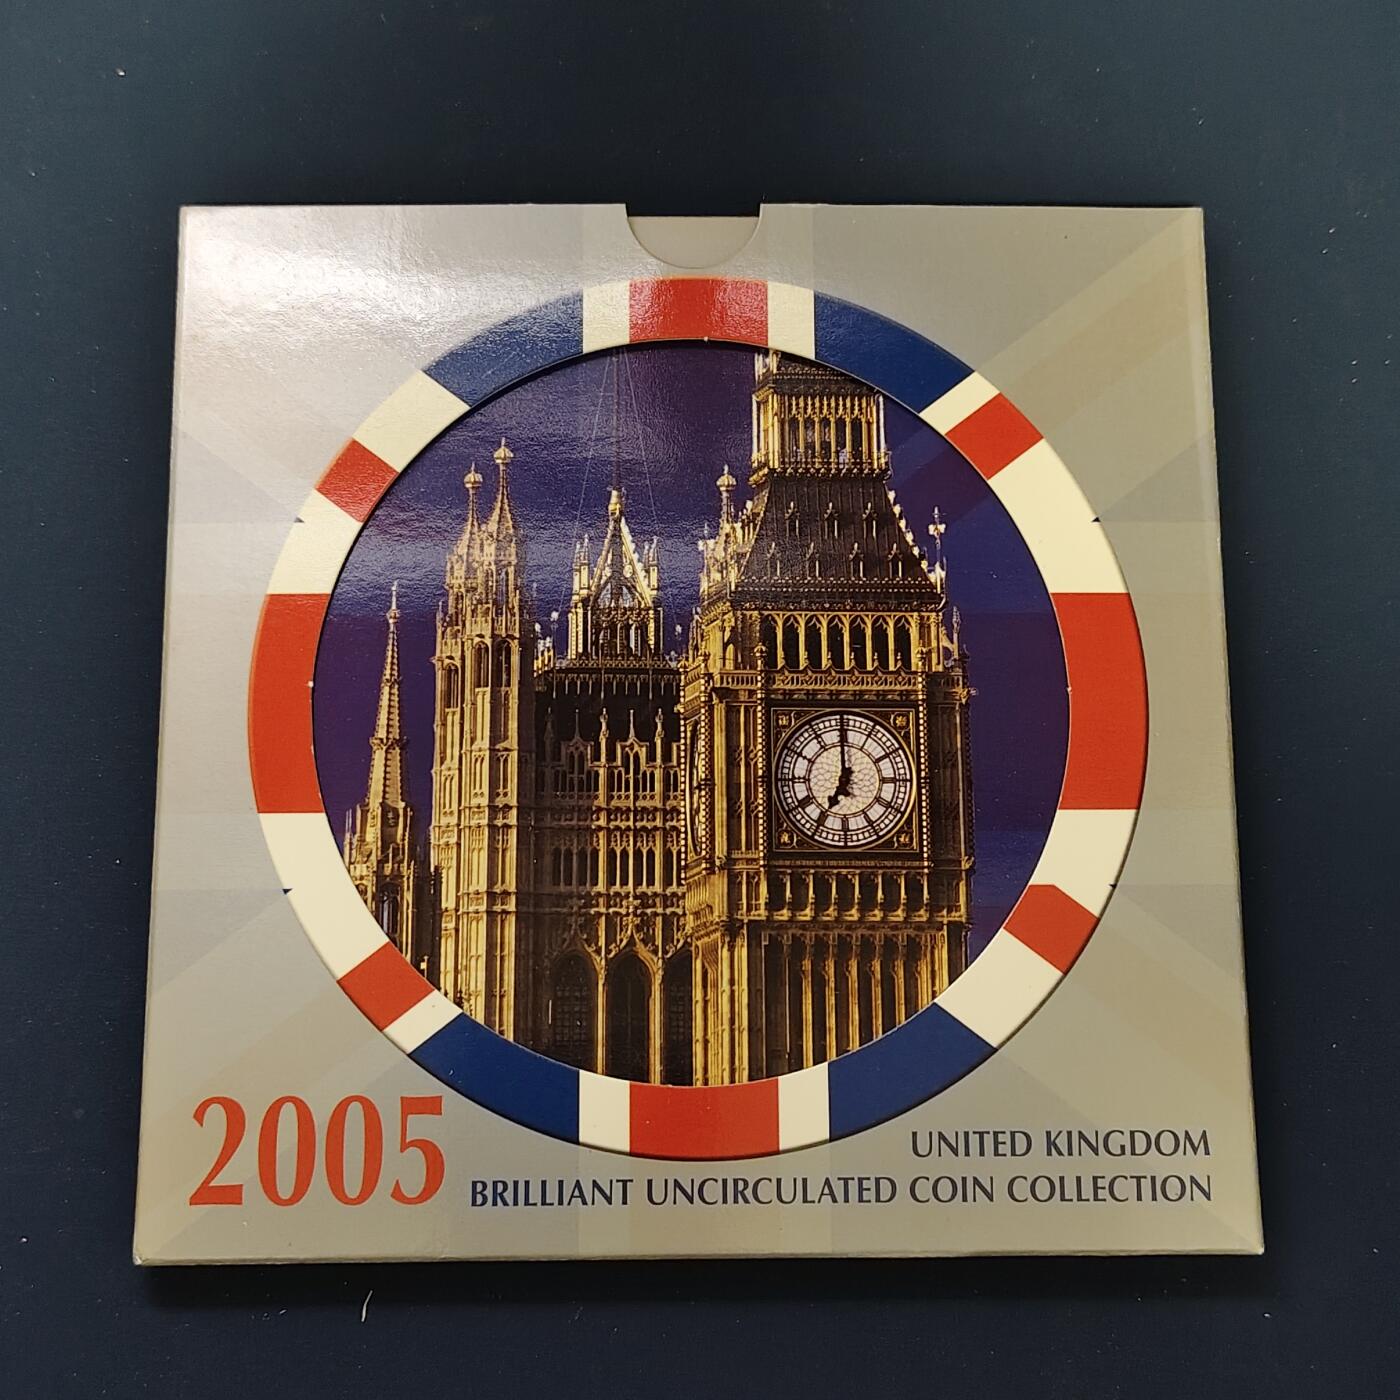 2005
UNITED KINGDOM
BRILLIANT UNCIRCULATED COIN COLLECTION